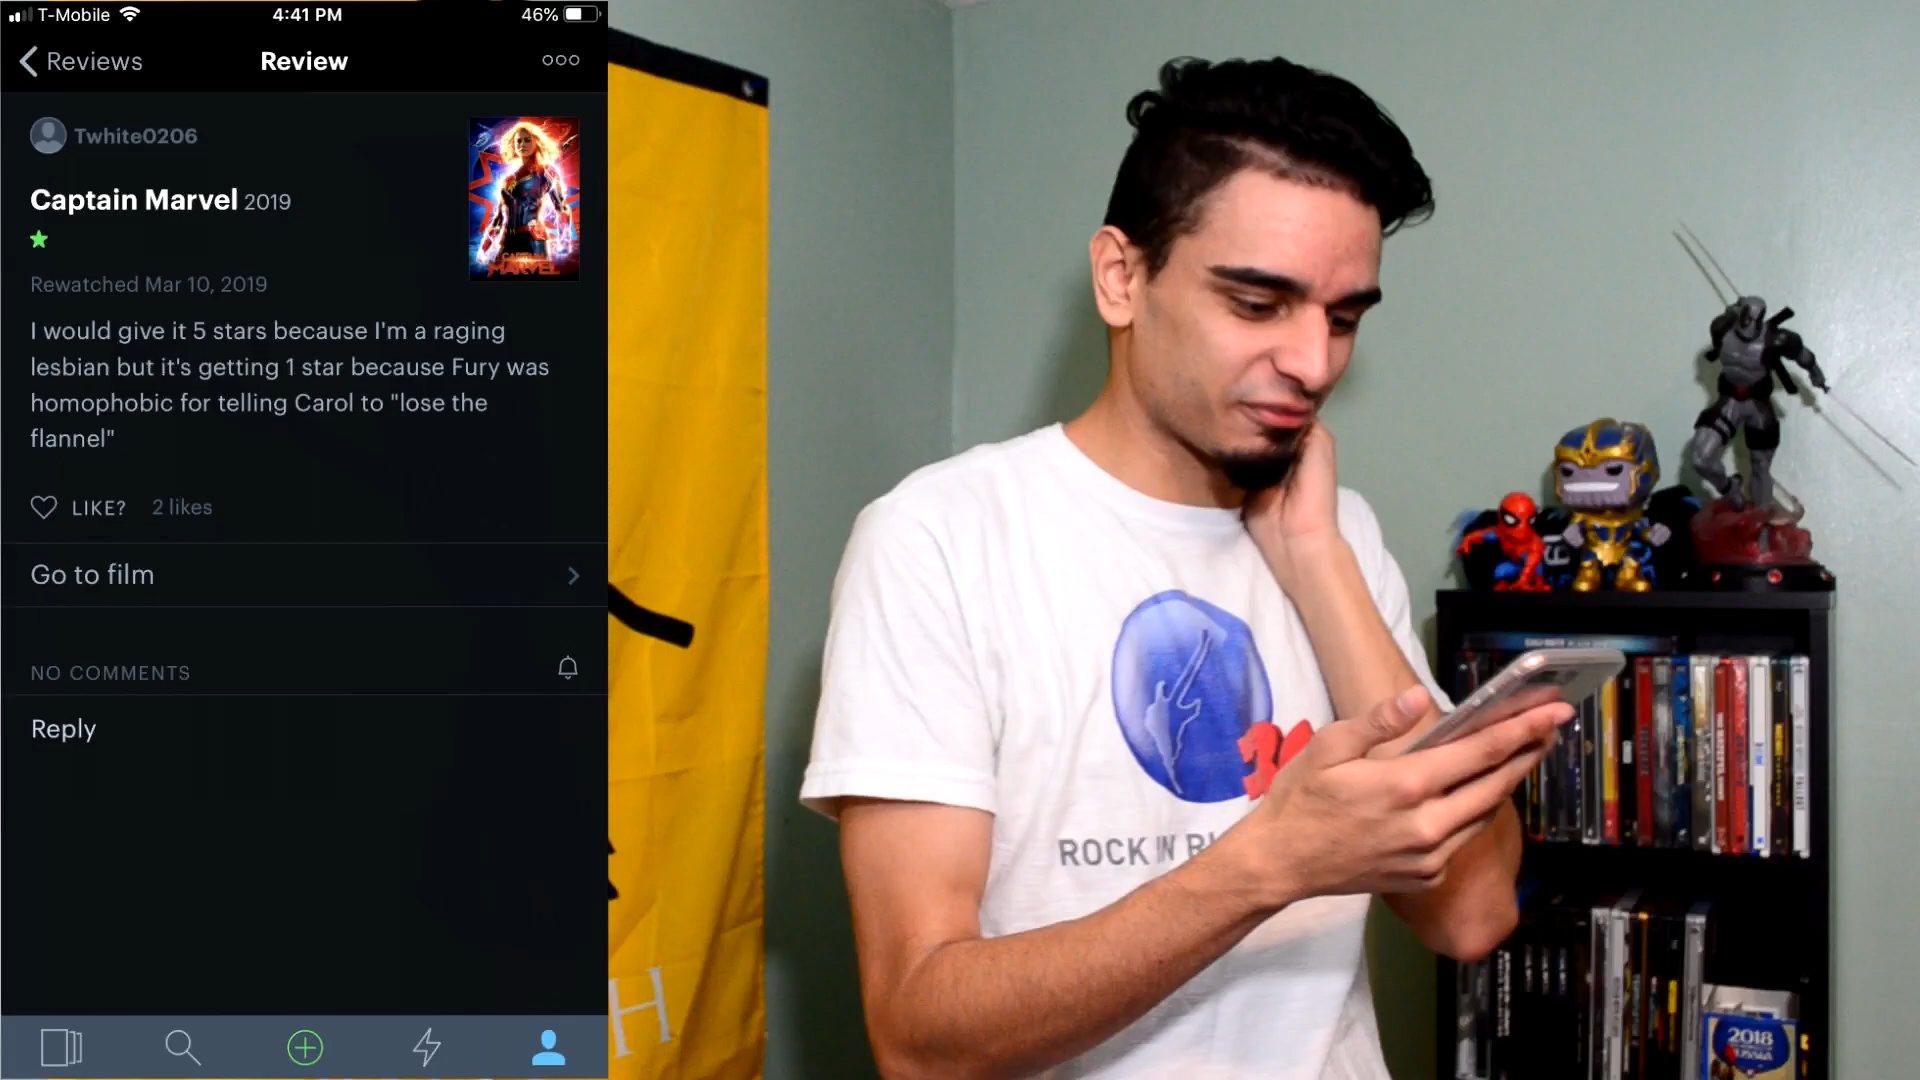 T-Mobile
4:41 PM
46%
Reviews
Review
Twhite0206
Captain Marvel 2019
Rewatched Mar 10, 2019
I would give it 5 stars because I'm a raging
lesbian but it's getting 1 star because Fury was
homophobic for telling Carol to "lose the
flannel"
LIKE? 2 likes
Go to film
NO COMMENTS
Reply
CAPTAIN
MARVEL
H
ROCK IN R
2018